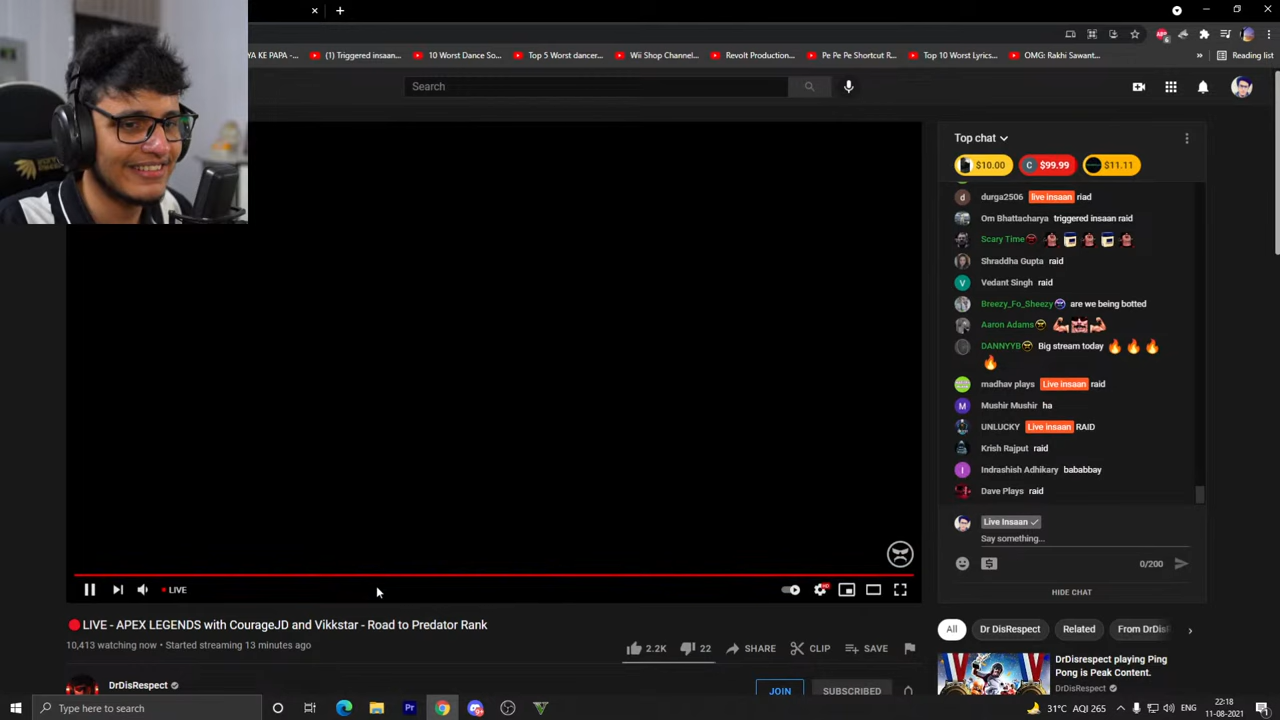 YA KE PAPA -...
(1) Triggered insaan...
10 Worst Dance So...
Top 5 Worst dancer...
Wii Shop Channel...
Revolt Production...
Pe Pe Pe Shortcut R...
Top 10 Worst Lyrics...
OMG: Rakhi Sawant...
»
Reading list
Search
Top chat
$10.00
C $99.99
$11.11
d durga2506 live insaan riad
Om Bhattacharya triggered insaan raid
Scary Time
Shraddha Gupta raid
V Vedant Singh raid
Breezy_Fo_Sheezy are we being botted
Aaron Adams
DANNYYB Big stream today
madhav plays Live insaan raid
M Mushir Mushir ha
UNLUCKY Live insaan RAID
Krish Rajput raid
I Indrashish Adhikary bababbay
Dave Plays raid
Live Insaan
Say something...
0/200
HIDE CHAT
LIVE
HD
LIVE - APEX LEGENDS with CourageJD and Vikkstar - Road to Predator Rank
10,413 watching now • Started streaming 13 minutes ago
2.2K
22
SHARE
CLIP
SAVE
All
Dr DisRespect
Related
From DrDis
DrDisRespect
JOIN
SUBSCRIBED
DrDisrespect playing Ping
Pong is Peak Content.
DrDisRespect
Type here to search
Pr
31°C AQI 265
ENG
22:18
11-08-2021